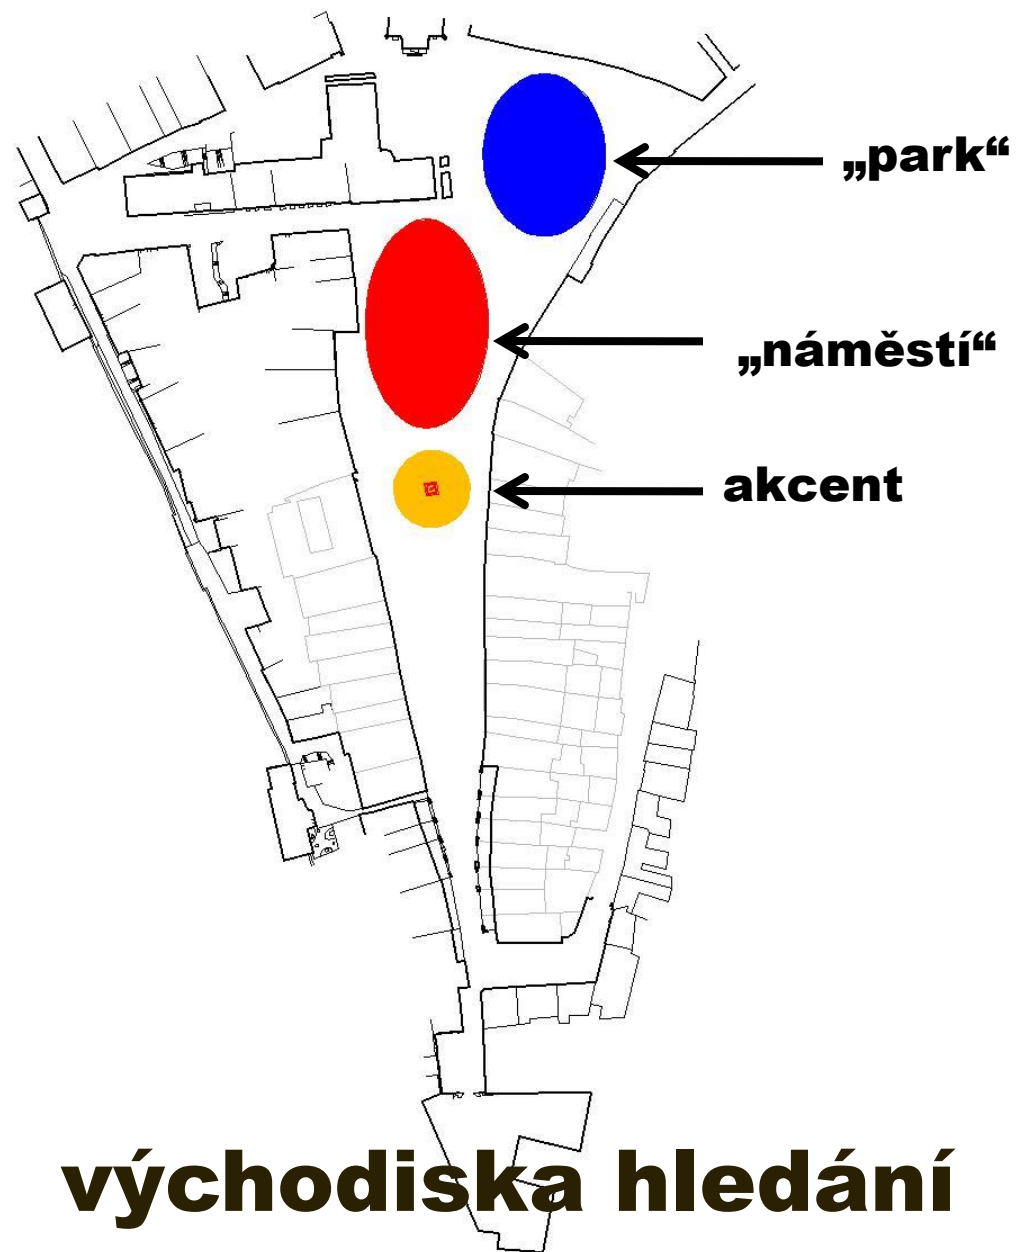 „park“
„náměstí“
akcent
východiska hledání